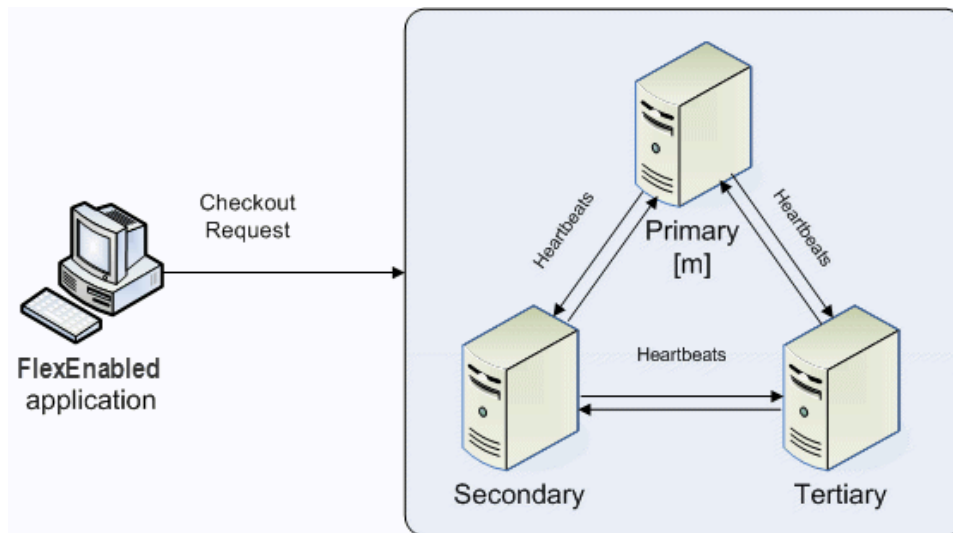 Checkout
Request
FlexEnabled
application
Heartbeats
Primary
[m]
Heartbeats
Heartbeats
Secondary
Tertiary